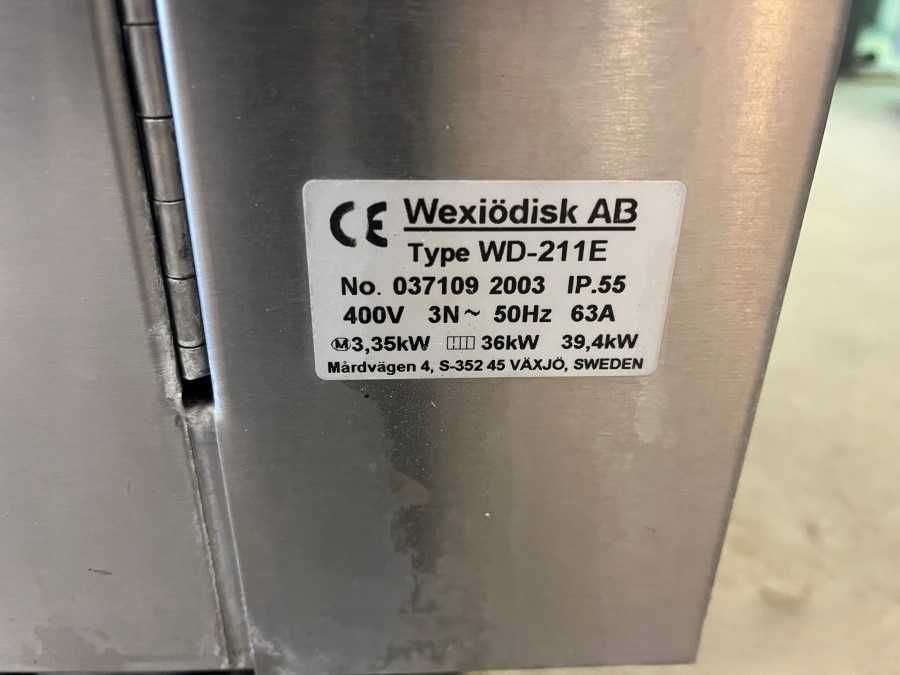 CE Wexiödisk AB
Type WD-211E
No. 037109 2003 IP.55
400V 3N~ 50Hz 63A
M 3,35kW 36kW 39,4kW
Mårdvägen 4, S-352 45 VÄXJÖ, SWEDEN